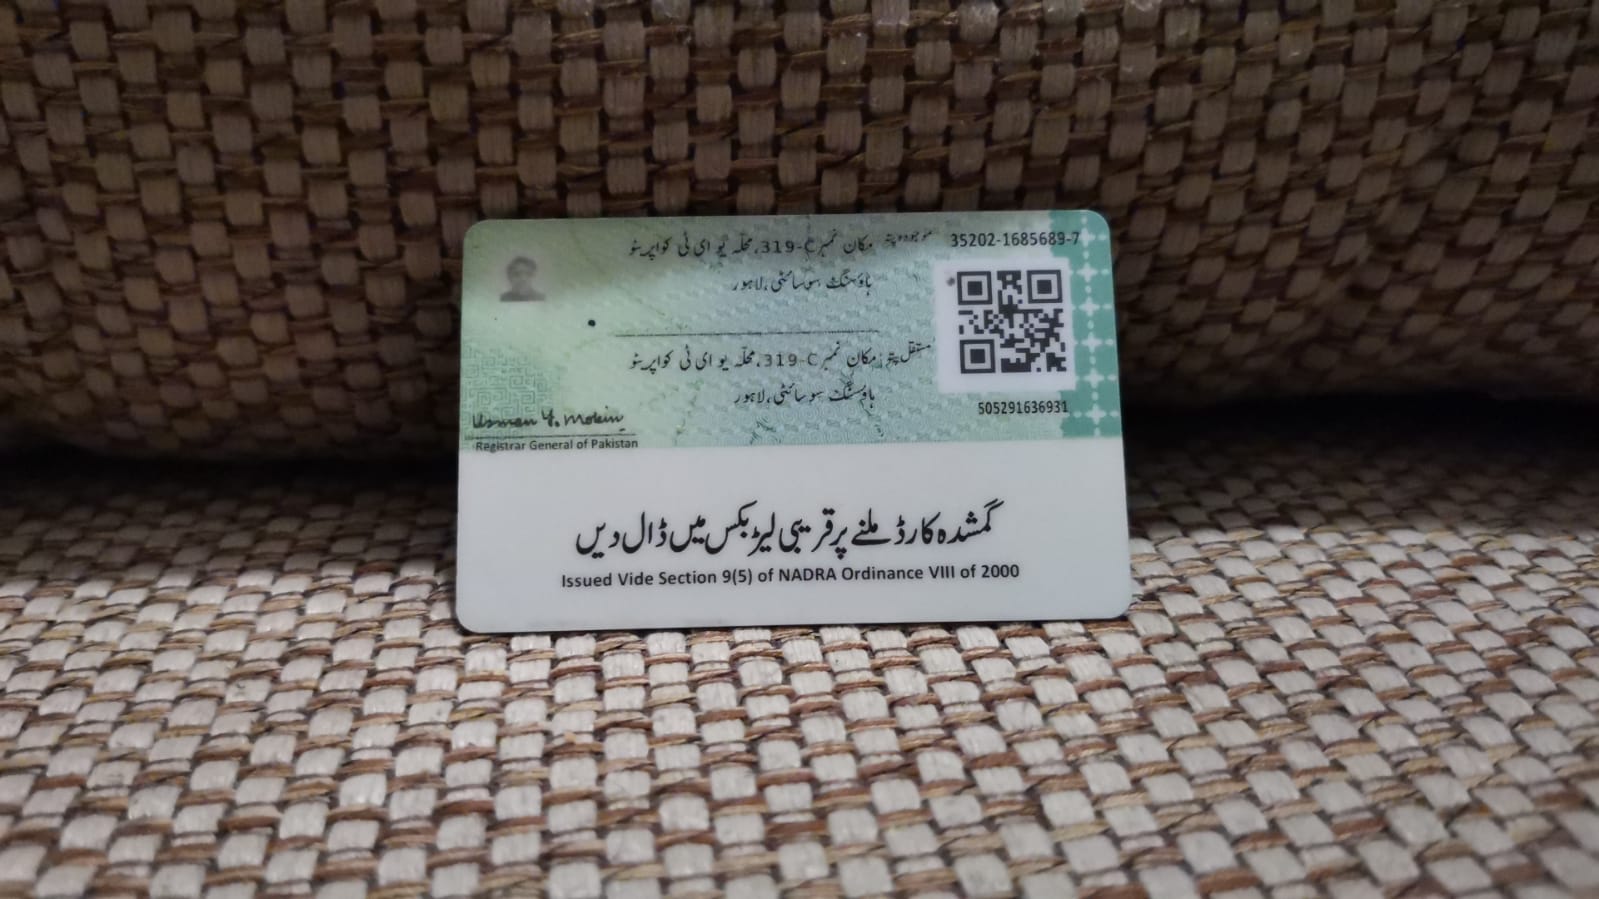 35202-1685689-7
موجودہ پتہ: مکان نمبر 319-C، محلہ یو ای ٹی کواپریٹو
ہاؤسنگ سوسائٹی، لاہور
مستقل پتہ: مکان نمبر 319-C، محلہ یو ای ٹی کواپریٹو
ہاؤسنگ سوسائٹی، لاہور
505291636931
Usman Y. Mobin
Registrar General of Pakistan
گمشدہ کارڈ ملنے پر قریبی لیٹر بکس میں ڈال دیں
Issued Vide Section 9(5) of NADRA Ordinance VIII of 2000